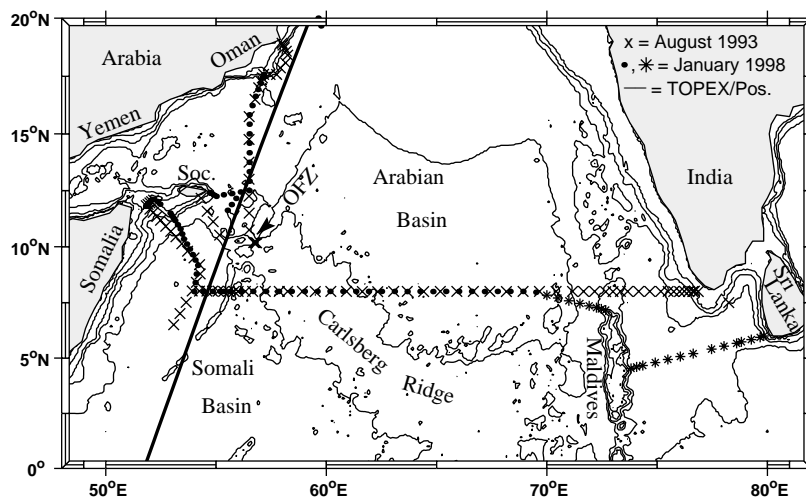 20°N
15°N
10°N
5°N
0°
50°E
60°E
70°E
80°E
x = August 1993
•, ✳ = January 1998
— = TOPEX/Pos.
Arabia
Oman
Yemen
Soc.
OFZ
Arabian
Basin
India
Somalia
Sri
Lanka
Carlsberg
Ridge
Maldives
Somali
Basin